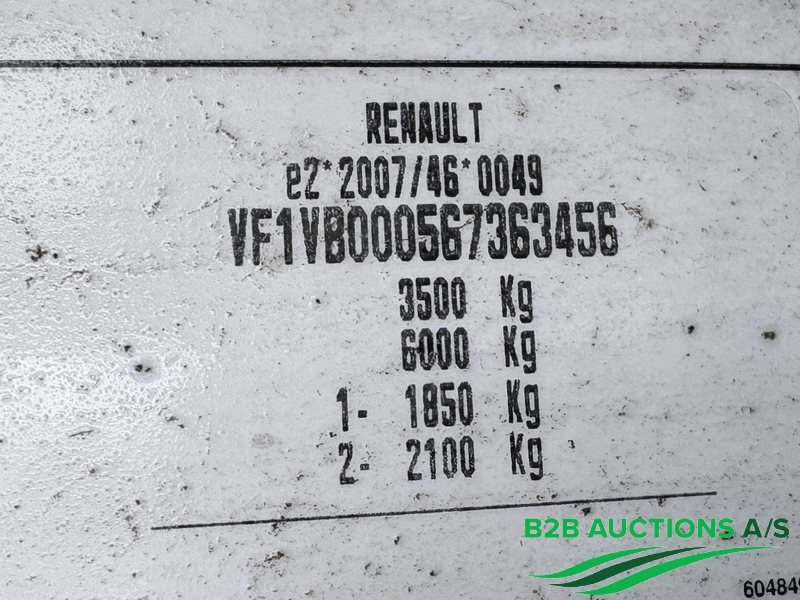 RENAULT
e2*2007/46*0049
VF1VB000567363456
3500 Kg
6000 Kg
1- 1850 Kg
2- 2100 Kg
B2B AUCTIONS A/S